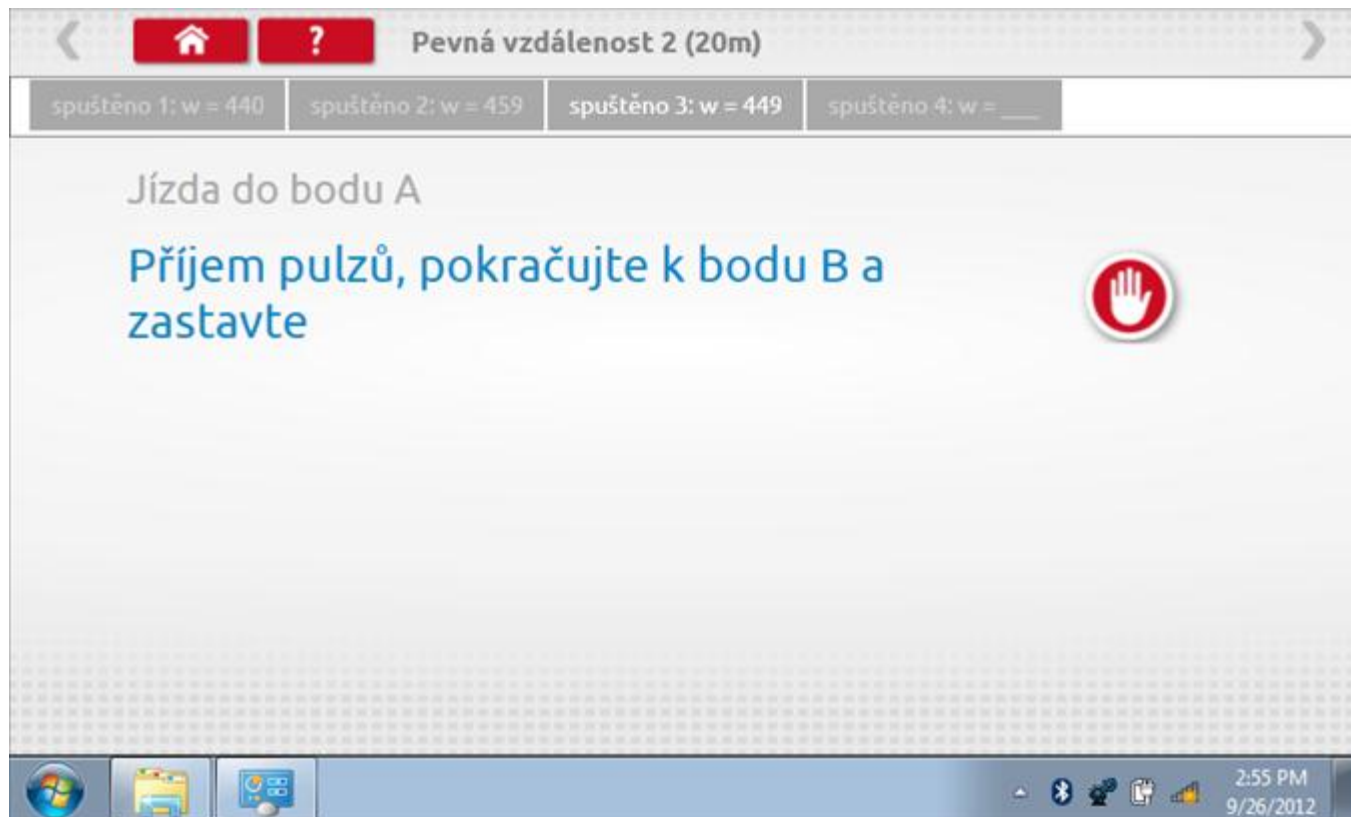 ?
Pevná vzdálenost 2 (20m)
spuštěno 1: w = 440
spuštěno 2: w = 459
spuštěno 3: w = 449
spuštěno 4: w = ___
Jízda do bodu A
Příjem pulzů, pokračujte k bodu B a
zastavte
2:55 PM
9/26/2012